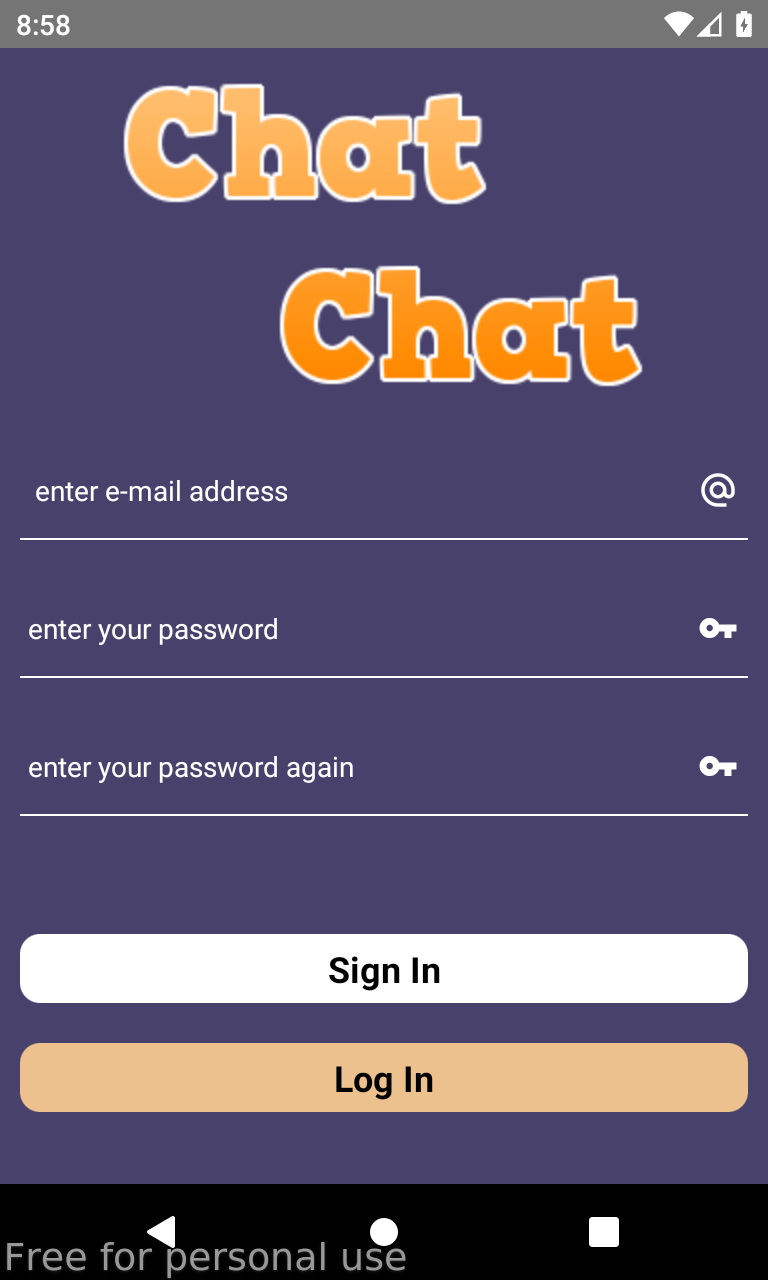 8:58
Chat
Chat
enter e-mail address
enter your password
enter your password again
Sign In
Log In
Free for personal use